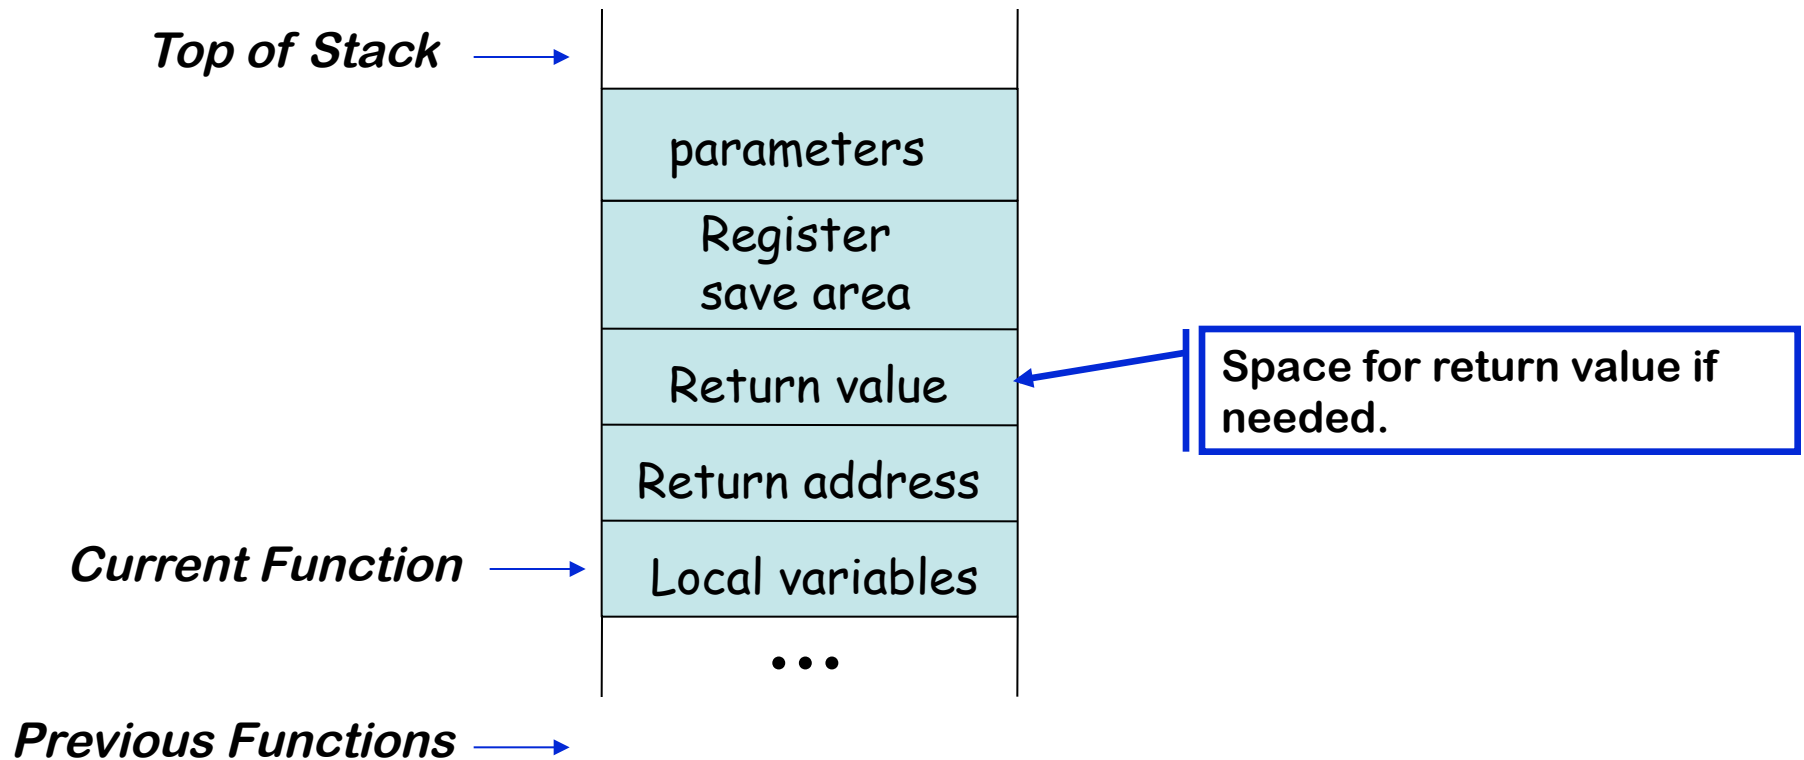 Top of Stack
parameters
Register
save area
Return value
Space for return value if
needed.
Return address
Current Function
Local variables
...
Previous Functions